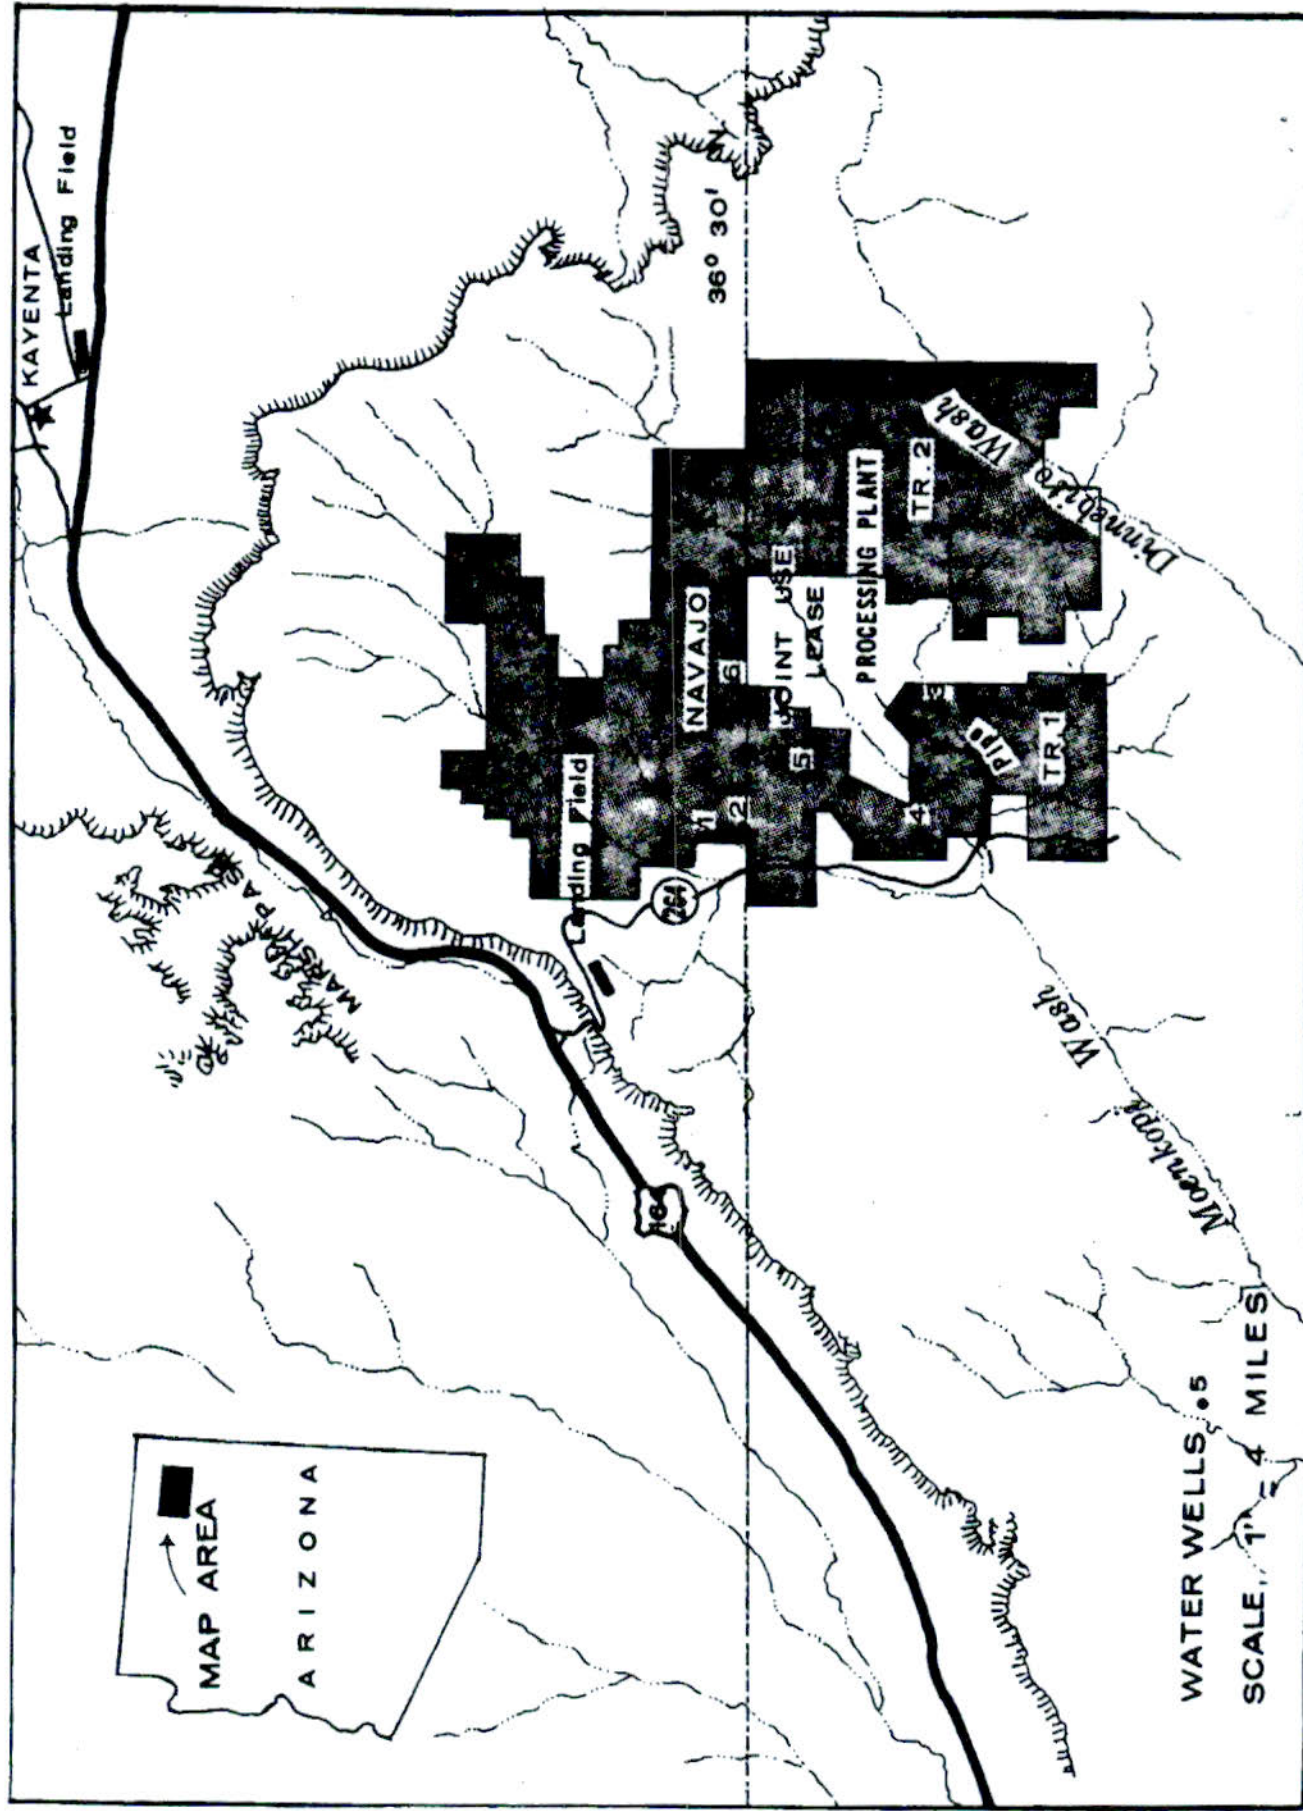 KAYENTA
Landing Field
MAP AREA
ARIZONA
MARSH PASS
36° 30' N
Landing Field
264
164
NAVAJO
1
2
6
JOINT USE
LEASE
5
PROCESSING PLANT
4
3
TR. 2
Pipe
TR. 1
Dinnebito Wash
Moenkopi Wash
WATER WELLS .5
SCALE, 1" = 4 MILES